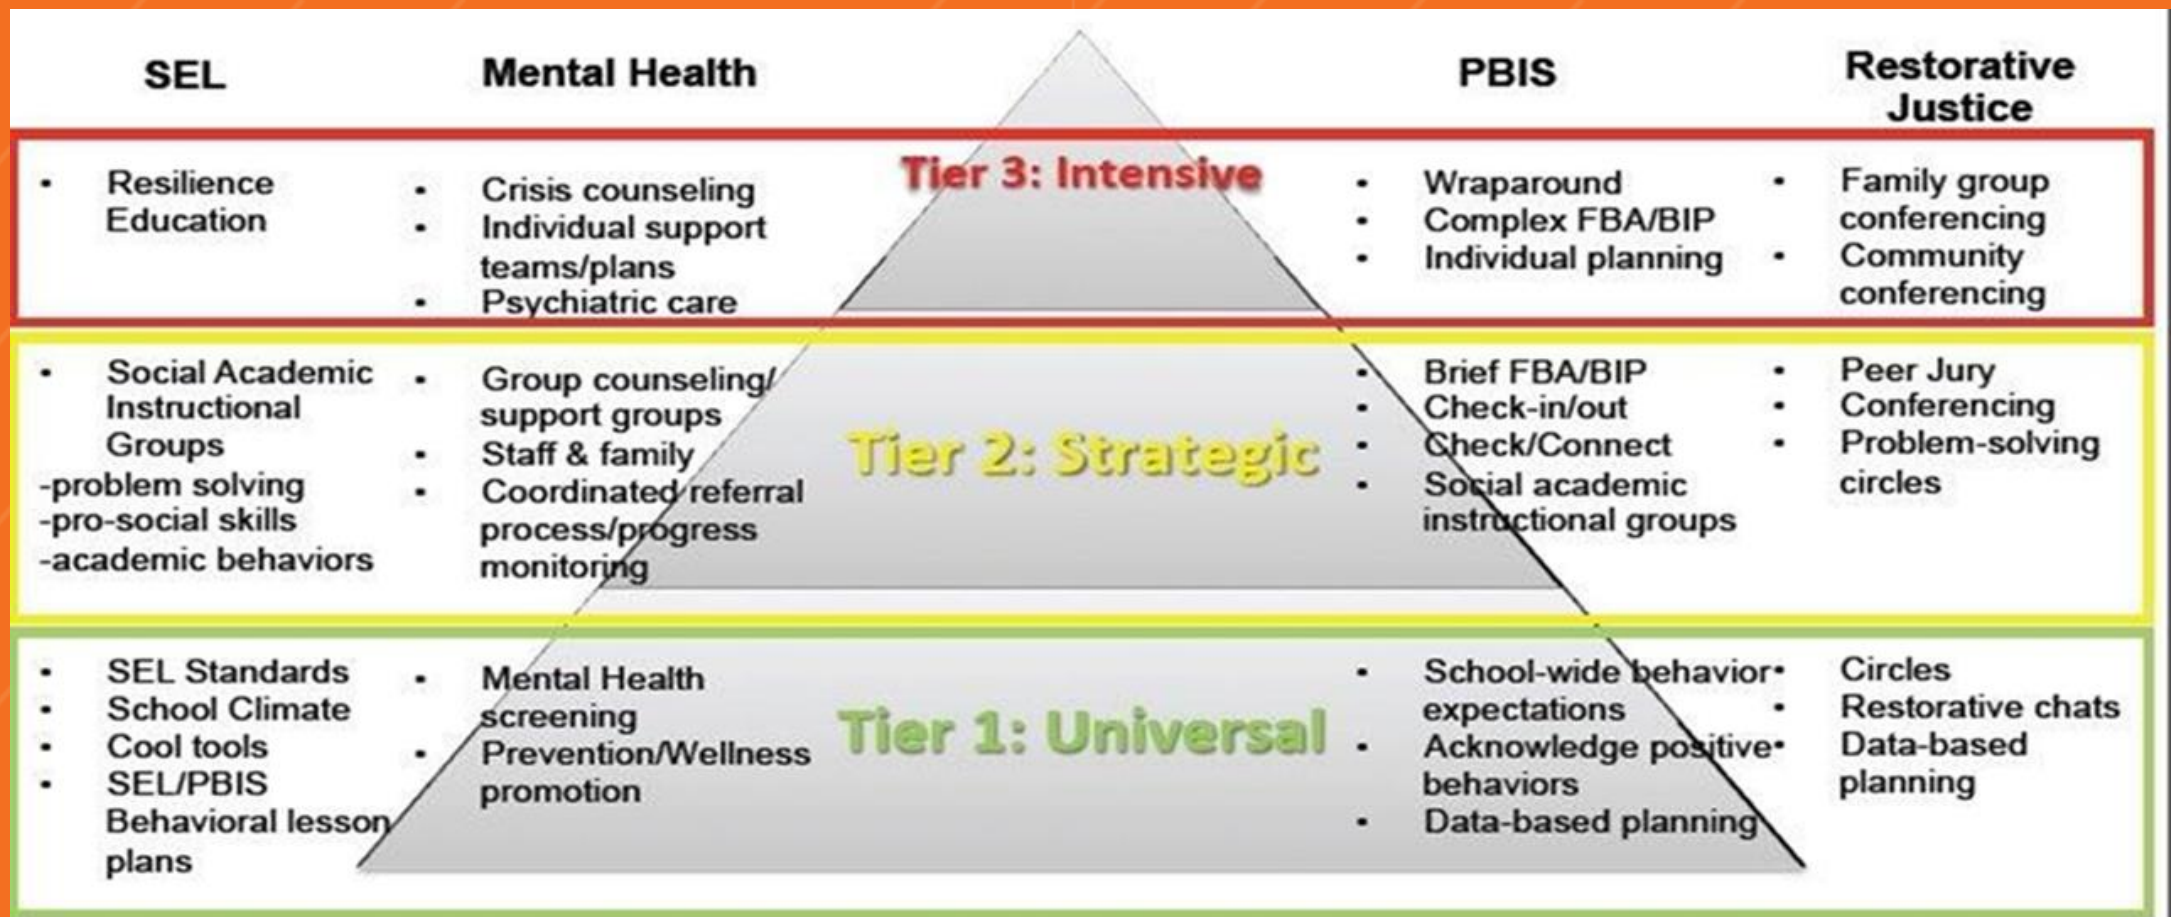 SEL
Mental Health
PBIS
Restorative
Justice
• Resilience
Education
• Crisis counseling
• Individual support
teams/plans
• Psychiatric care
Tier 3: Intensive
• Wraparound
• Complex FBA/BIP
• Individual planning
• Family group
conferencing
• Community
conferencing
• Social Academic
Instructional
Groups
-problem solving
-pro-social skills
-academic behaviors
• Group counseling/
support groups
• Staff & family
• Coordinated referral
process/progress
monitoring
Tier 2: Strategic
• Brief FBA/BIP
• Check-in/out
• Check/Connect
• Social academic
instructional groups
• Peer Jury
• Conferencing
• Problem-solving
circles
• SEL Standards
• School Climate
• Cool tools
• SEL/PBIS
Behavioral lesson
plans
• Mental Health
screening
• Prevention/Wellness
promotion
Tier 1: Universal
• School-wide behavior
expectations
• Acknowledge positive
behaviors
• Data-based planning
• Circles
• Restorative chats
• Data-based
planning